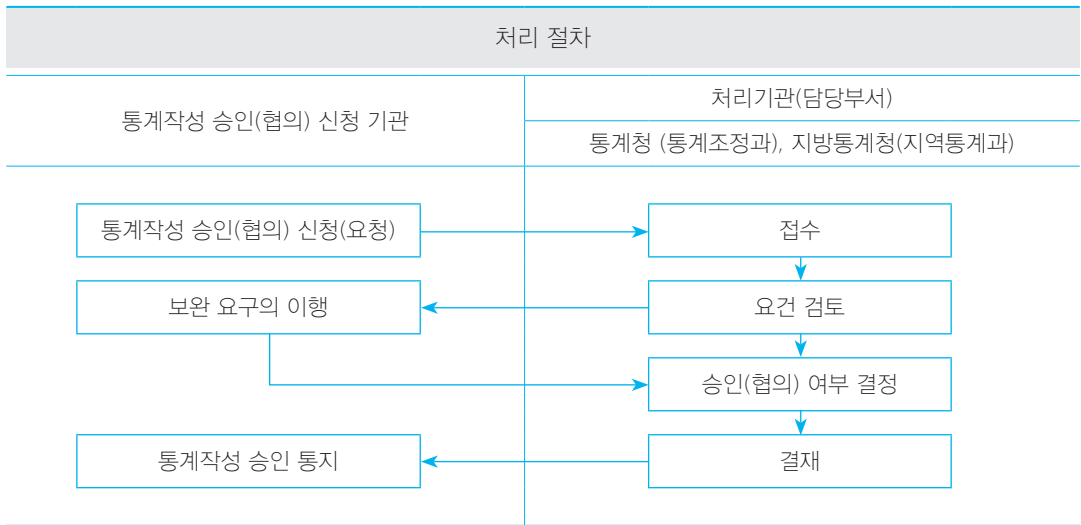 처리 절차
통계작성 승인(협의) 신청 기관
처리기관(담당부서)
통계청 (통계조정과), 지방통계청(지역통계과)
통계작성 승인(협의) 신청(요청)
접수
보완 요구의 이행
요건 검토
승인(협의) 여부 결정
통계작성 승인 통지
결재